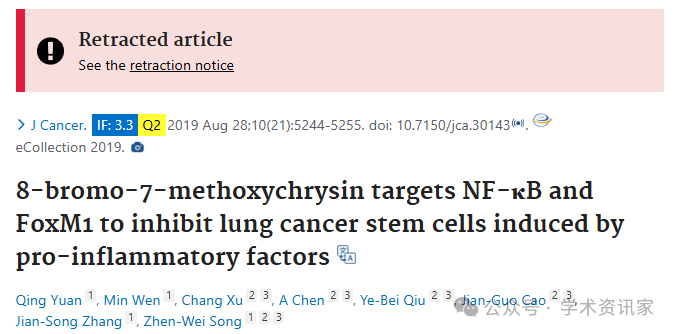 Retracted article
See the retraction notice
J Cancer. IF: 3.3 Q2 2019 Aug 28;10(21):5244-5255. doi: 10.7150/jca.30143.
eCollection 2019.
8-bromo-7-methoxychrysin targets NF-κB and
FoxM1 to inhibit lung cancer stem cells induced by
pro-inflammatory factors
Qing Yuan 1, Min Wen 1, Chang Xu 2 3, A Chen 2 3, Ye-Bei Qiu 2 3, Jian-Guo Cao 2 3,
Jian-Song Zhang 1, Zhen-Wei Song 1 2 3
公众号 · 学术资讯家